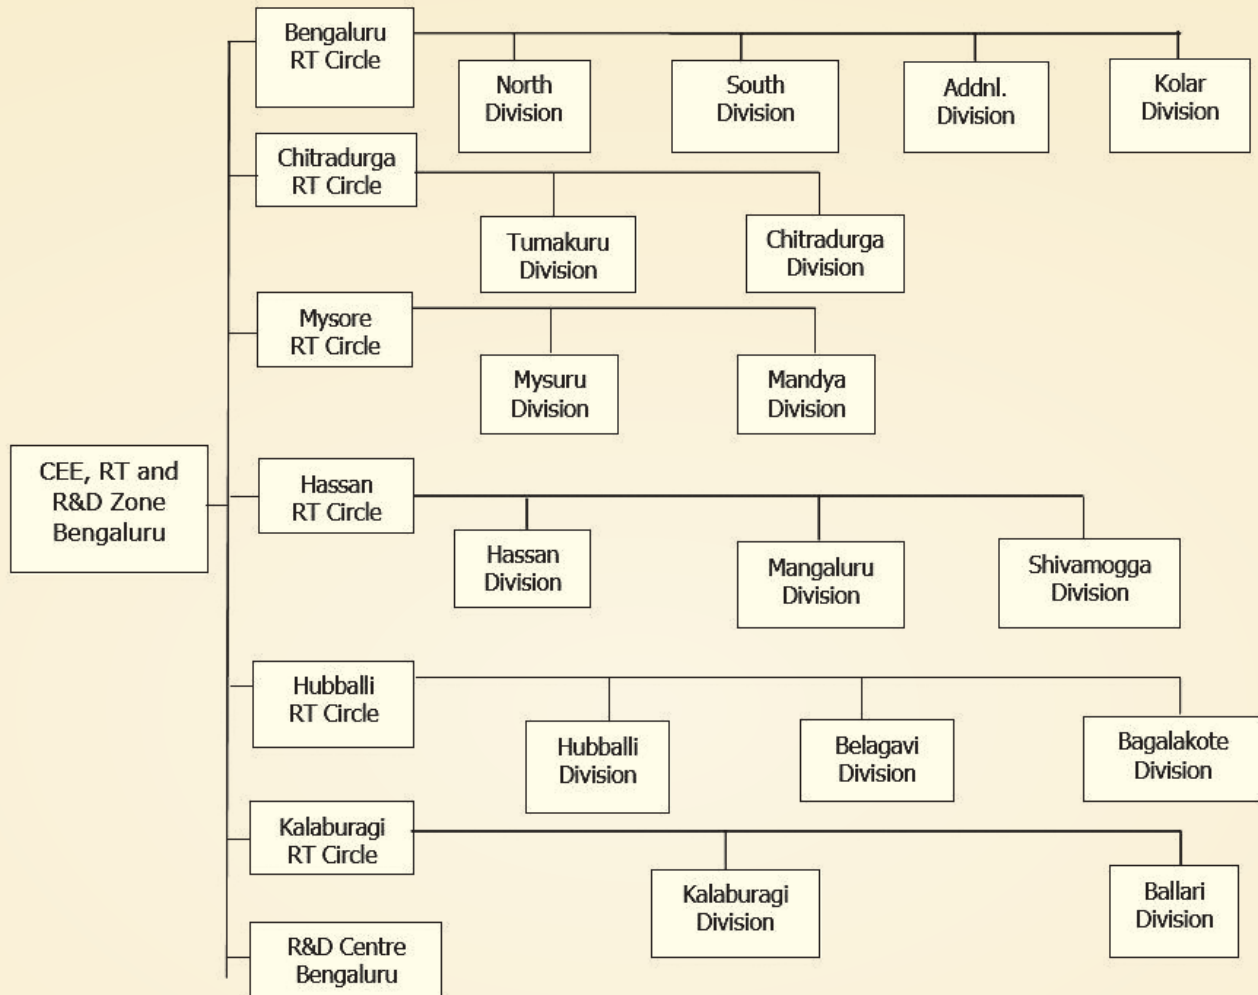 Bengaluru
RT Circle
North
Division
South
Division
Addnl.
Division
Kolar
Division
Chitradurga
RT Circle
Tumakuru
Division
Chitradurga
Division
Mysore
RT Circle
Mysuru
Division
Mandya
Division
CEE, RT and
R&D Zone
Bengaluru
Hassan
RT Circle
Hassan
Division
Mangaluru
Division
Shivamogga
Division
Hubballi
RT Circle
Hubballi
Division
Belagavi
Division
Bagalakote
Division
Kalaburagi
RT Circle
Kalaburagi
Division
Ballari
Division
R&D Centre
Bengaluru